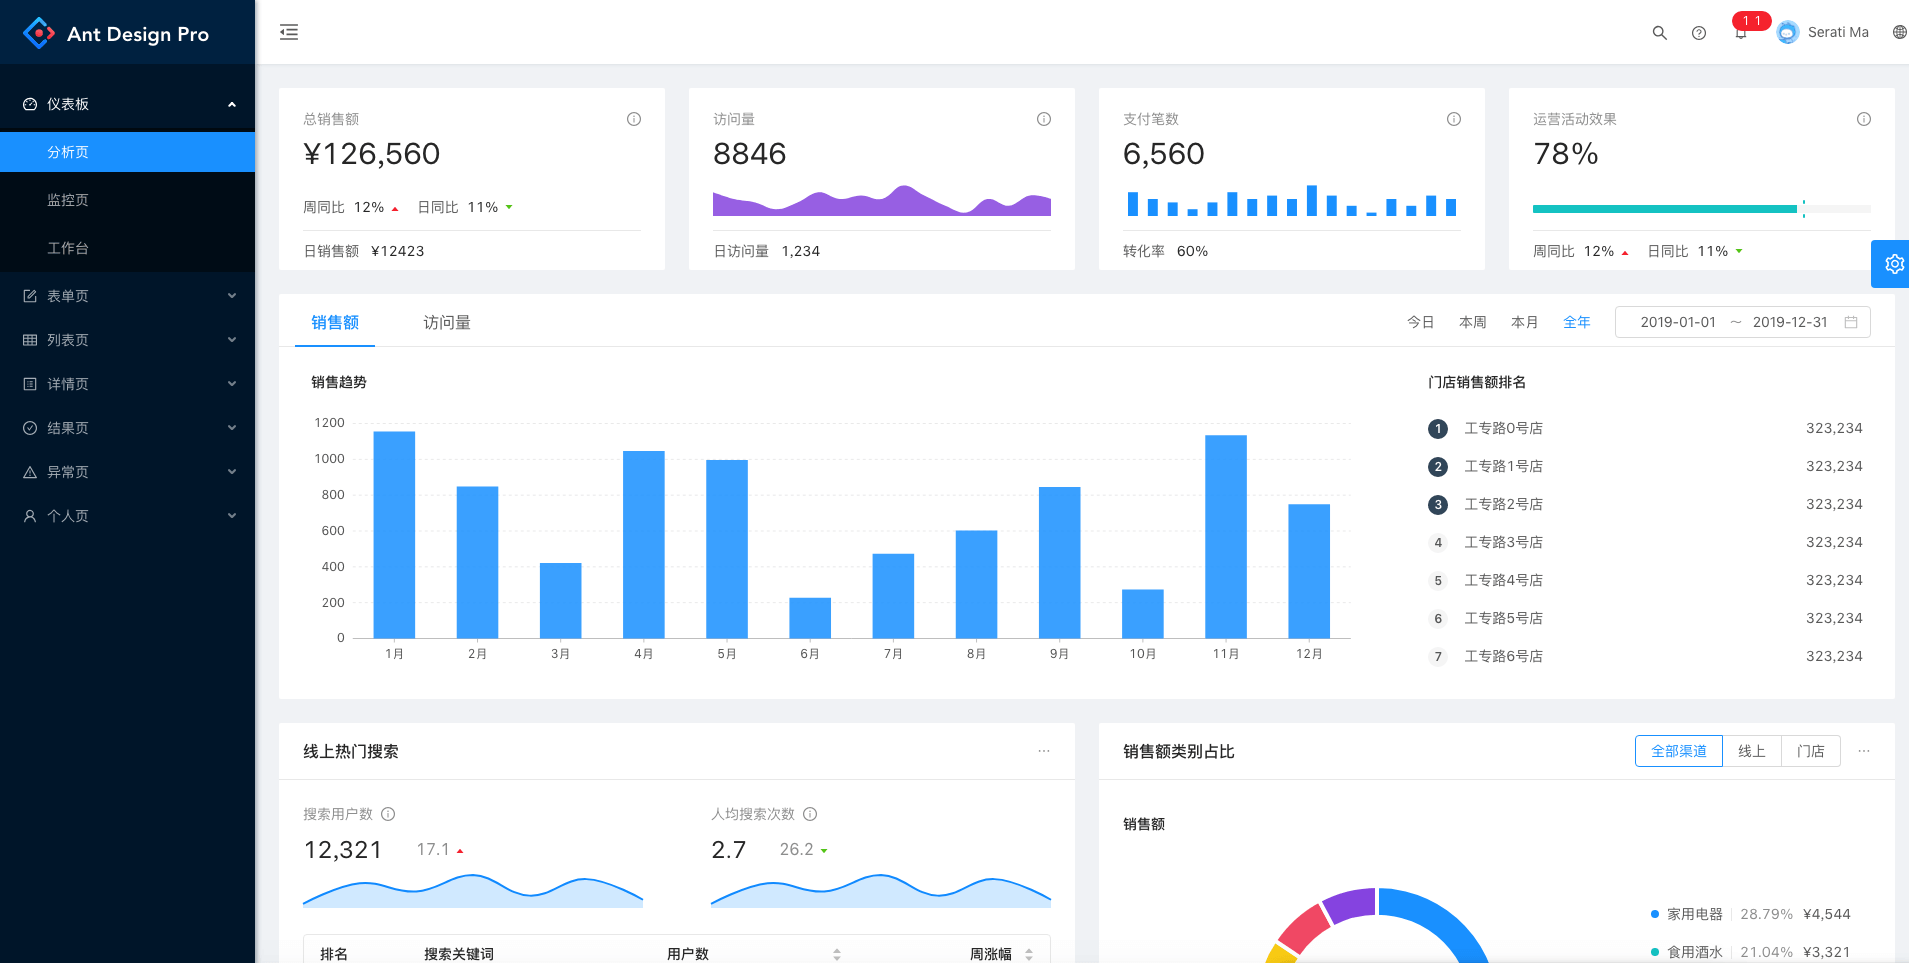 Ant Design Pro
11
Serati Ma
仪表板
分析页
监控页
工作台
表单页
列表页
详情页
结果页
异常页
个人页
总销售额
¥126,560
周同比 12% 日同比 11%
日销售额 ¥12423
访问量
8846
日访问量 1,234
支付笔数
6,560
转化率 60%
运营活动效果
78%
周同比 12% 日同比 11%
销售额 访问量
今日 本周 本月 全年 2019-01-01 ~ 2019-12-31
销售趋势
1200
1000
800
600
400
200
0
1月 2月 3月 4月 5月 6月 7月 8月 9月 10月 11月 12月
门店销售额排名
1 工专路0号店 323,234
2 工专路1号店 323,234
3 工专路2号店 323,234
4 工专路3号店 323,234
5 工专路4号店 323,234
6 工专路5号店 323,234
7 工专路6号店 323,234
线上热门搜索
搜索用户数
12,321 17.1
人均搜索次数
2.7 26.2
排名 搜索关键词 用户数 周涨幅
销售额类别占比
全部渠道 线上 门店
销售额
家用电器 28.79% ¥4,544
食用酒水 21.04% ¥3,321